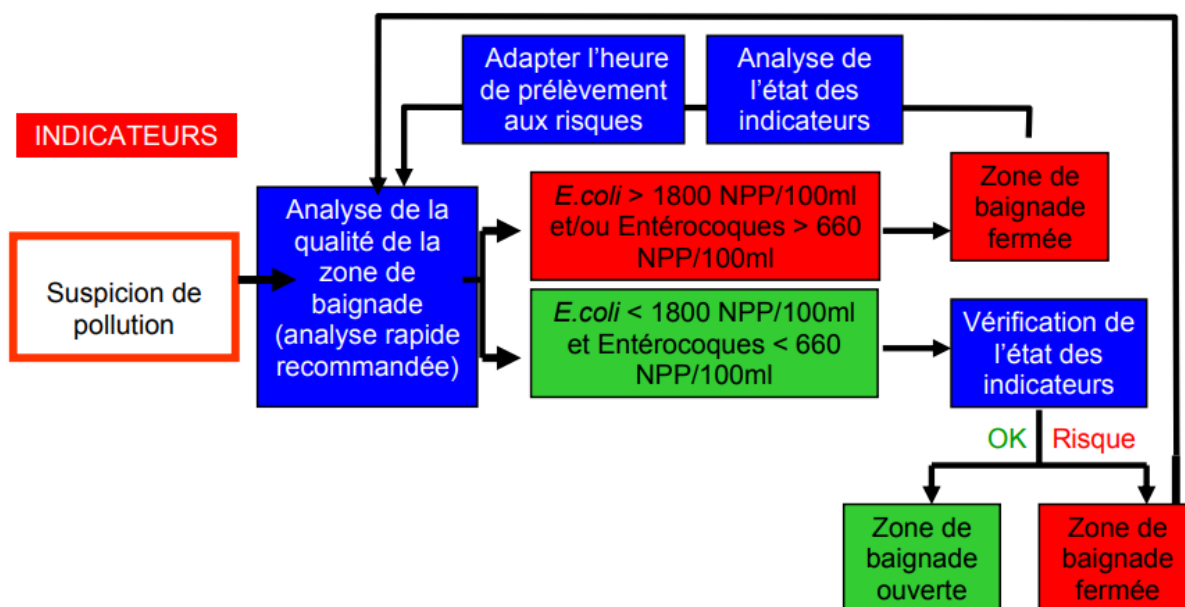 Adapter l’heure
de prélèvement
aux risques
Analyse de
l’état des
indicateurs
INDICATEURS
Suspicion de
pollution
Analyse de la
qualité de la
zone de
baignade
(analyse rapide
recommandée)
E.coli > 1800 NPP/100ml
et/ou Entérocoques > 660
NPP/100ml
Zone de
baignade
fermée
E.coli < 1800 NPP/100ml
et Entérocoques < 660
NPP/100ml
Vérification de
l’état des
indicateurs
OK
Risque
Zone de
baignade
ouverte
Zone de
baignade
fermée